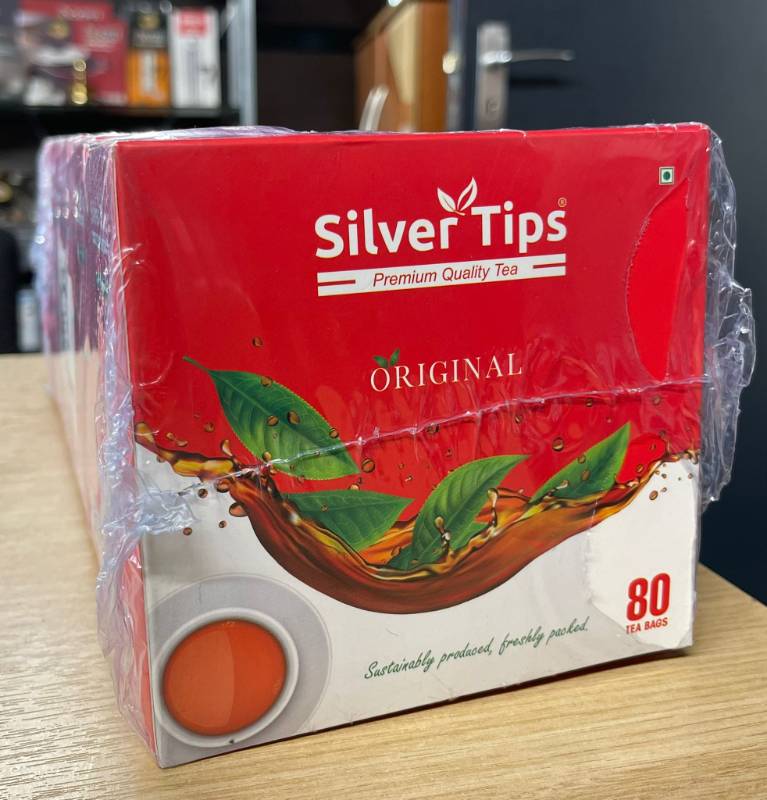 Silver Tips®
Premium Quality Tea
ORIGINAL
80
TEA BAGS
Sustainably produced, freshly packed.